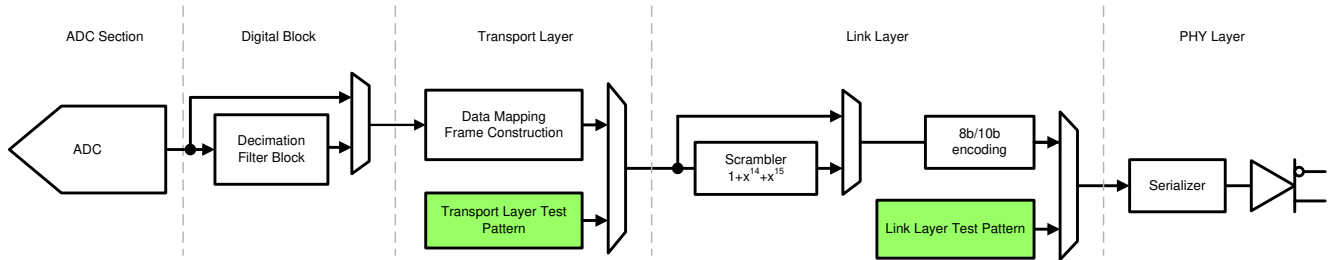 ADC Section
Digital Block
Transport Layer
Link Layer
PHY Layer
ADC
Decimation
Filter Block
Data Mapping
Frame Construction
Transport Layer Test
Pattern
Scrambler
1+x¹⁴+x¹⁵
8b/10b
encoding
Link Layer Test Pattern
Serializer